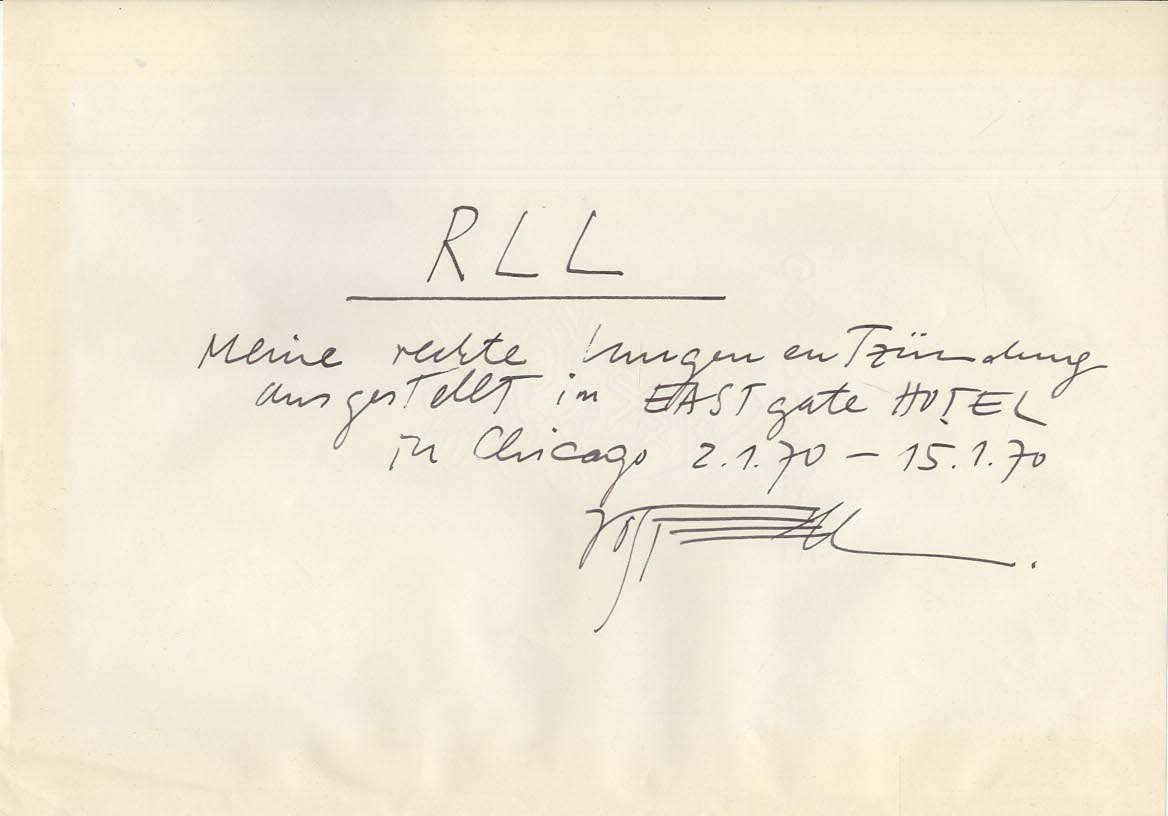 RLL
Meine rechte Lungenentzündung
ausgestellt im EASTgate HOTEL
in Chicago 2.1.70 – 15.1.70